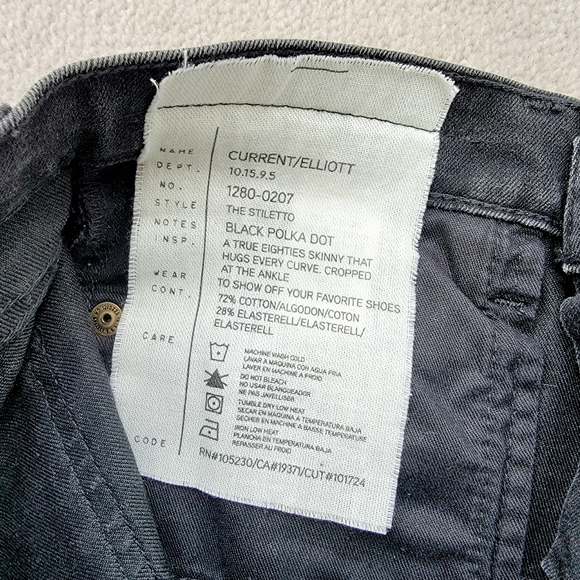 NAME
DEPT.
NO.
STYLE
NOTES
INSP.
WEAR
CONT.
CARE
CODE
CURRENT/ELLIOTT
10.15.9.5
1280-0207
THE STILETTO
BLACK POLKA DOT
A TRUE EIGHTIES SKINNY THAT
HUGS EVERY CURVE. CROPPED
AT THE ANKLE
TO SHOW OFF YOUR FAVORITE SHOES
72% COTTON/ALGODON/COTON
28% ELASTERELL/ELASTERELL/
ELASTERELL
MACHINE WASH COLD
LAVAR A MAQUINA CON AGUA FRIA
LAVER EN MACHINE A FROID
DO NOT BLEACH
NO USAR BLANQUEADOR
NE PAS JAVELLISER
TUMBLE DRY LOW HEAT
SECAR EN MAQUINA A TEMPERATURA BAJA
SECHER EN MACHINE A BASSE TEMPERATURE
IRON LOW HEAT
PLANCHA EN TEMPERATURA BAJA
REPASSER AU FROID
RN#105230/CA#19371/CUT#101724